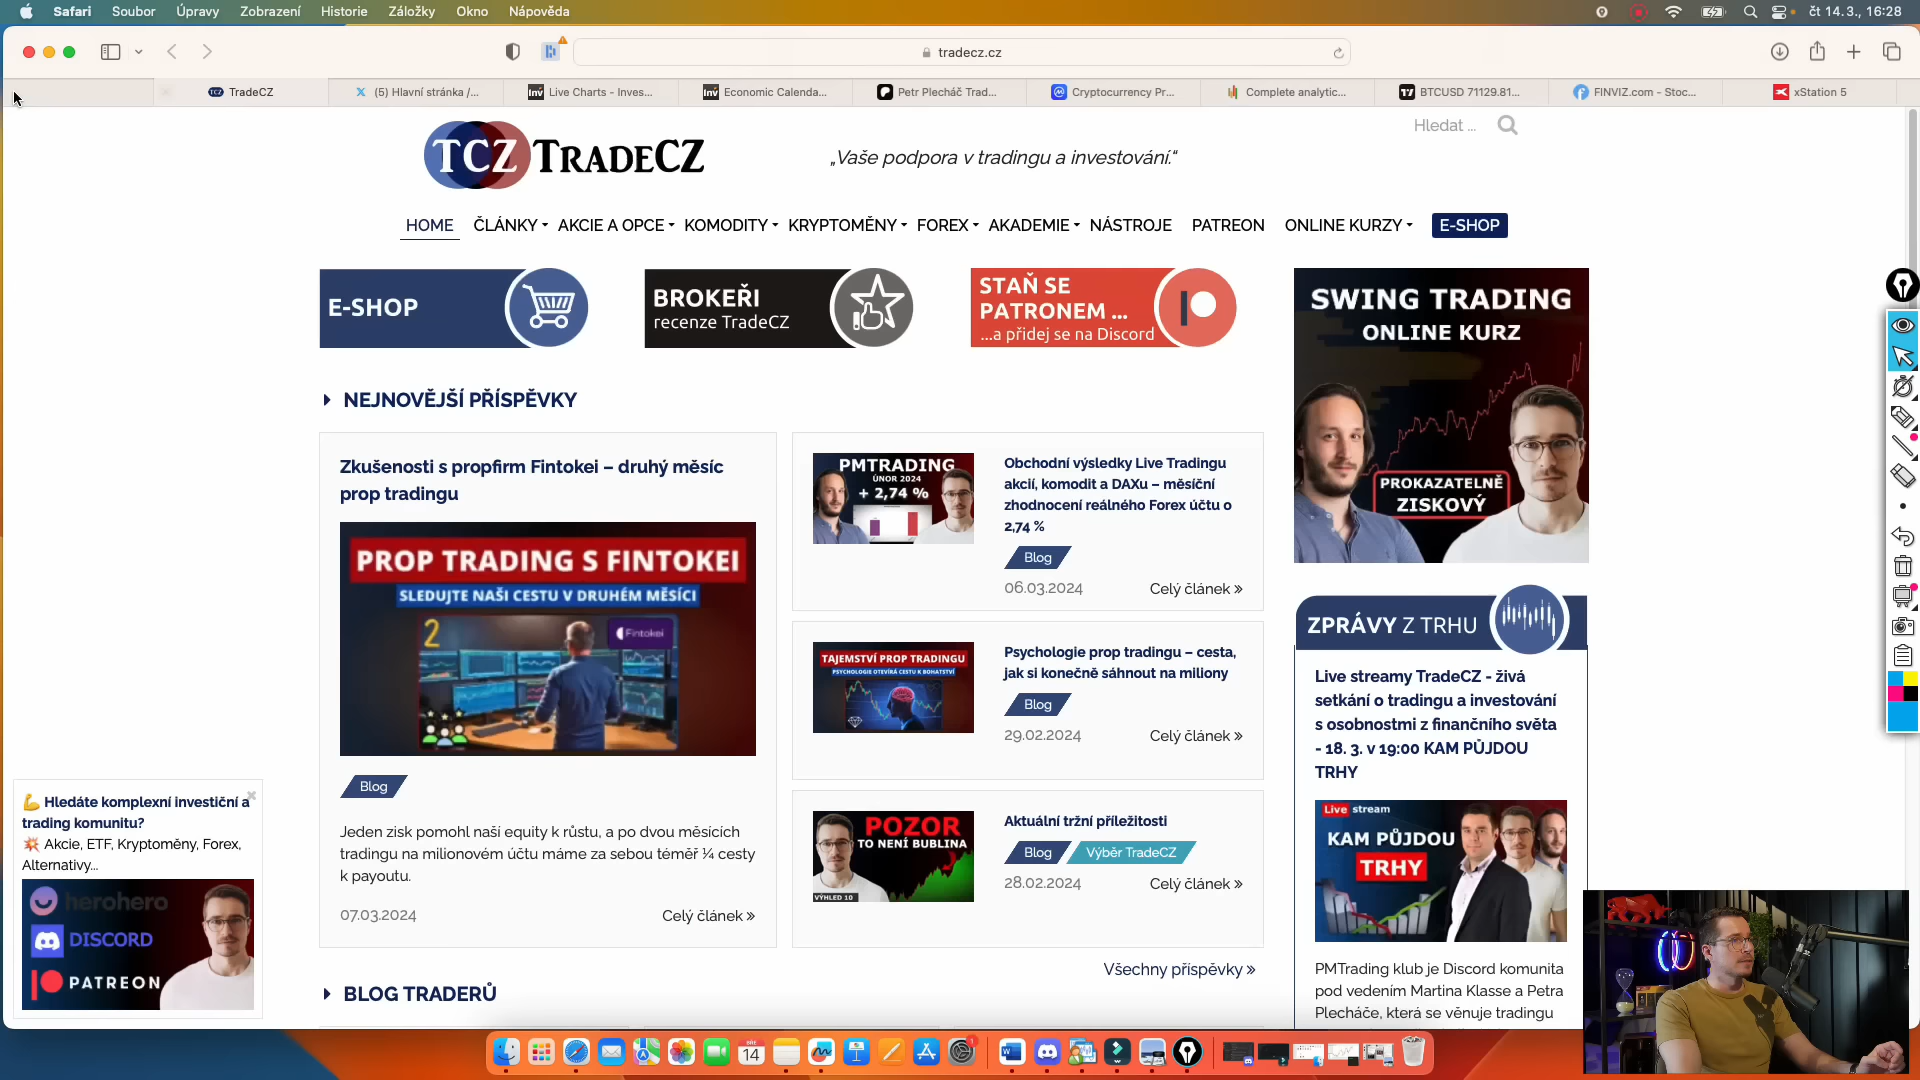 Safari Soubor Úpravy Zobrazení Historie Záložky Okno Nápověda čt 14.3., 16:28
tradecz.cz
TradeCZ
(5) Hlavní stránka /...
Live Charts - Inves...
Economic Calenda...
Petr Plecháč Trad...
Cryptocurrency Pr...
Complete analytic...
BTCUSD 71129.81...
FINVIZ.com - Stoc...
xStation 5
TCZ TRADECZ
„Vaše podpora v tradingu a investování.“
Hledat ...
HOME ČLÁNKY AKCIE A OPCE KOMODITY KRYPTOMĚNY FOREX AKADEMIE NÁSTROJE PATREON ONLINE KURZY E-SHOP
E-SHOP
BROKEŘI
recenze TradeCZ
STAŇ SE
PATRONEM ...
...a přidej se na Discord
SWING TRADING
ONLINE KURZ
PROKAZATELNĚ
ZISKOVÝ
NEJNOVĚJŠÍ PŘÍSPĚVKY
Zkušenosti s propfirm Fintokei – druhý měsíc
prop tradingu
PROP TRADING S FINTOKEI
SLEDUJTE NAŠI CESTU V DRUHÉM MĚSÍCI
2
Fintokei
Blog
Jeden zisk pomohl naší equity k růstu, a po dvou měsících
tradingu na milionovém účtu máme za sebou téměř ¼ cesty
k payoutu.
07.03.2024 Celý článek »
PMTRADING
ÚNOR 2024
+ 2,74 %
Obchodní výsledky Live Tradingu
akcií, komodit a DAXu – měsíční
zhodnocení reálného Forex účtu o
2,74 %
Blog
06.03.2024 Celý článek »
TAJEMSTVÍ PROP TRADINGU
PSYCHOLOGIE OTEVÍRÁ CESTU K BOHATSTVÍ
Psychologie prop tradingu – cesta,
jak si konečně sáhnout na miliony
Blog
29.02.2024 Celý článek »
POZOR
TO NENÍ BUBLINA
VÝHLED 10
Aktuální tržní příležitosti
Blog Výběr TradeCZ
28.02.2024 Celý článek »
Všechny příspěvky »
BLOG TRADERŮ
ZPRÁVY Z TRHU
Live streamy TradeCZ - živá
setkání o tradingu a investování
s osobnostmi z finančního světa
- 18. 3. v 19:00 KAM PŮJDOU
TRHY
Live stream
KAM PŮJDOU
TRHY
PMTrading klub je Discord komunita
pod vedením Martina Klasse a Petra
Plecháče, která se věnuje tradingu
Hledáte komplexní investiční a
trading komunitu?
Akcie, ETF, Kryptoměny, Forex,
Alternativy...
herohero
DISCORD
PATREON
BŘE
14
1